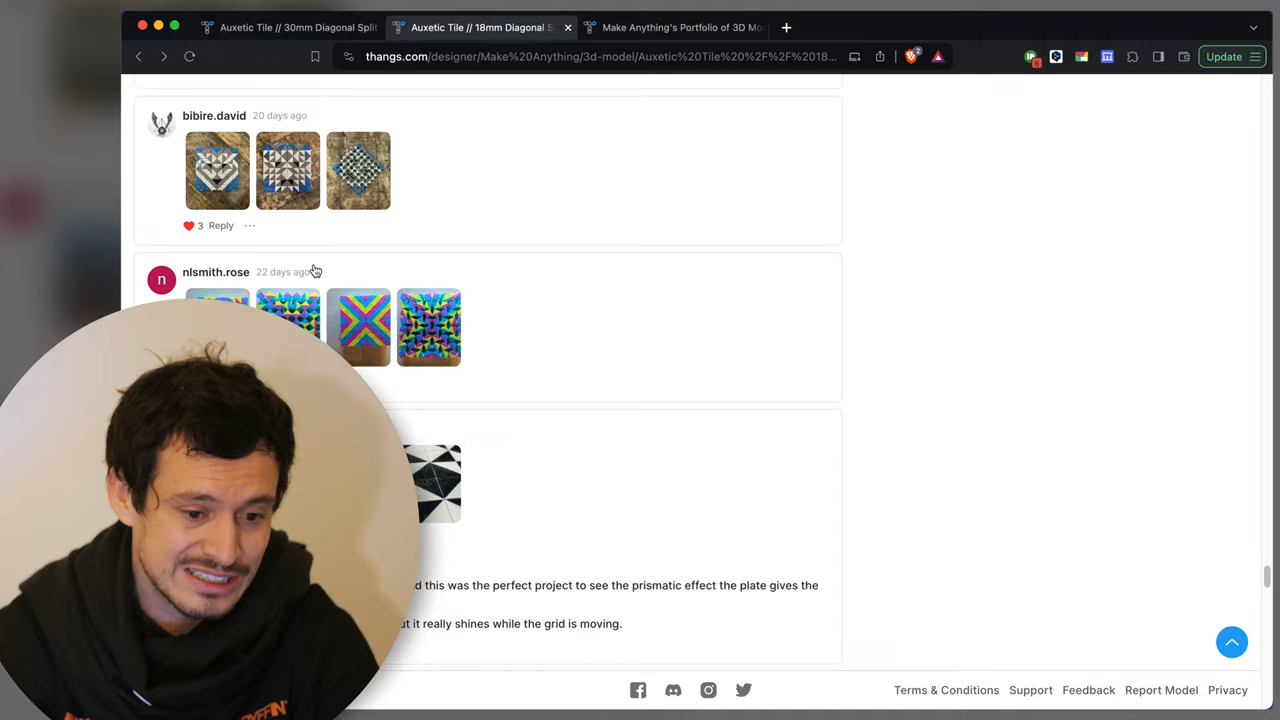 Auxetic Tile // 30mm Diagonal Split
Auxetic Tile // 18mm Diagonal S
Make Anything's Portfolio of 3D Mo
thangs.com/designer/Make%20Anything/3d-model/Auxetic%20Tile%20%2F%2F%2018...
2
6
Update
bibire.david 20 days ago
3 Reply ...
n
nlsmith.rose 22 days ago
d this was the perfect project to see the prismatic effect the plate gives the
ut it really shines while the grid is moving.
Terms & Conditions Support Feedback Report Model Privacy